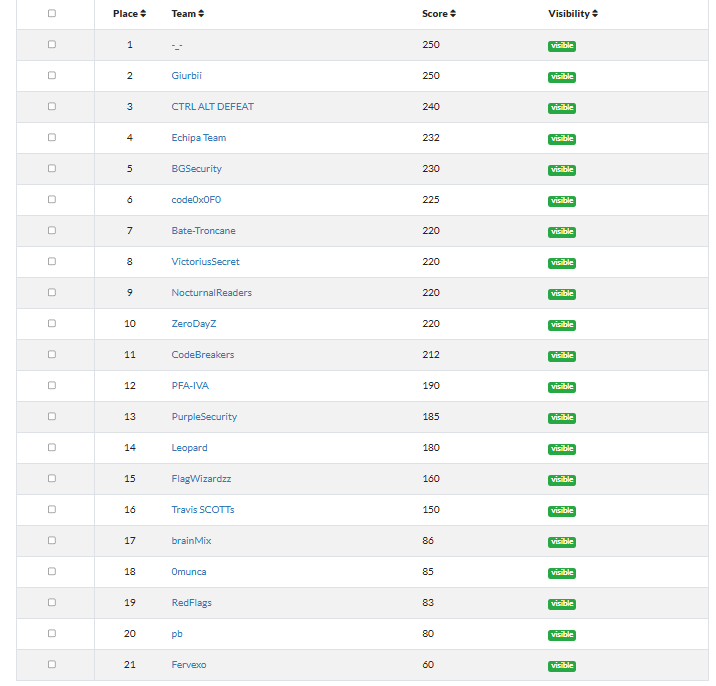 Place Team Score Visibility
1 -_- 250 visible
2 Giurbii 250 visible
3 CTRL ALT DEFEAT 240 visible
4 Echipa Team 232 visible
5 BGSecurity 230 visible
6 code0x0F0 225 visible
7 Bate-Troncane 220 visible
8 VictoriusSecret 220 visible
9 NocturnalReaders 220 visible
10 ZeroDayZ 220 visible
11 CodeBreakers 212 visible
12 PFA-IVA 190 visible
13 PurpleSecurity 185 visible
14 Leopard 180 visible
15 FlagWizardzz 160 visible
16 Travis SCOTTs 150 visible
17 brainMix 86 visible
18 0munca 85 visible
19 RedFlags 83 visible
20 pb 80 visible
21 Fervexo 60 visible